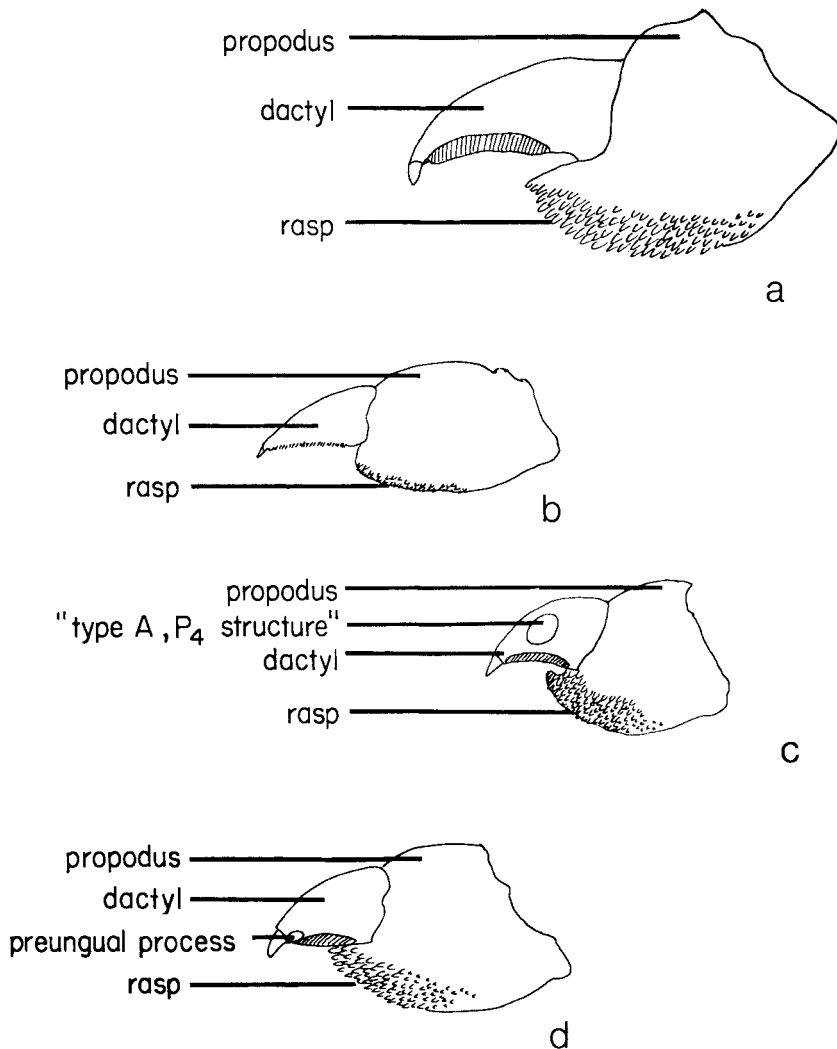 propodus
dactyl
rasp
a
propodus
dactyl
rasp
b
propodus
"type A, P4 structure"
dactyl
rasp
c
propodus
dactyl
preungual process
rasp
d